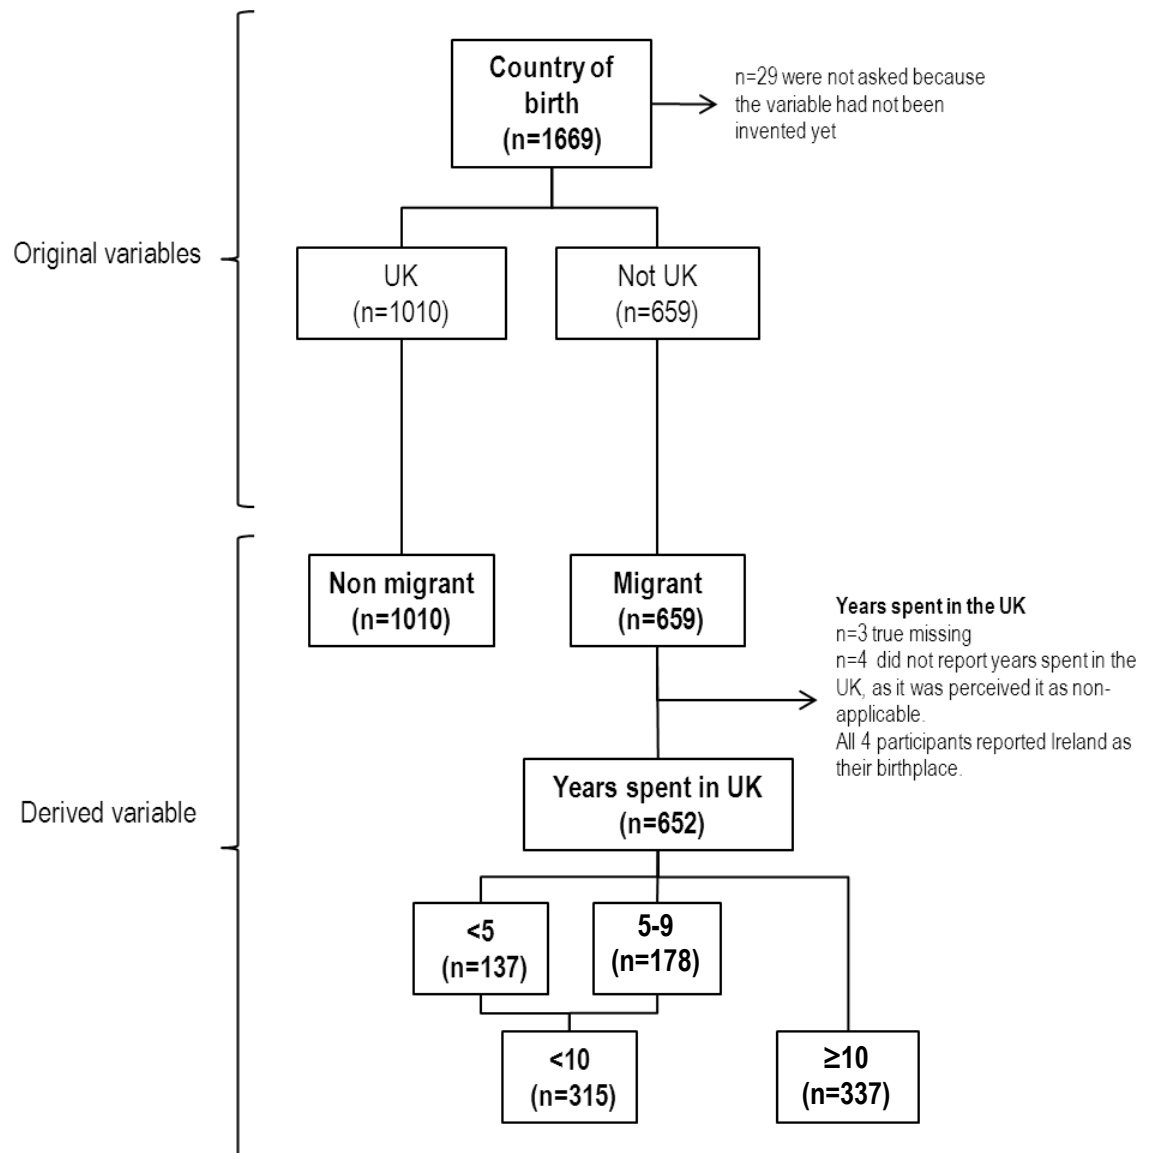 Country of
birth
(n=1669)
n=29 were not asked because
the variable had not been
invented yet
Original variables
UK
(n=1010)
Not UK
(n=659)
Non migrant
(n=1010)
Migrant
(n=659)
Years spent in the UK
n=3 true missing
n=4 did not report years spent in the
UK, as it was perceived it as non-
applicable.
All 4 participants reported Ireland as
their birthplace.
Derived variable
Years spent in UK
(n=652)
<5
(n=137)
5-9
(n=178)
<10
(n=315)
≥10
(n=337)